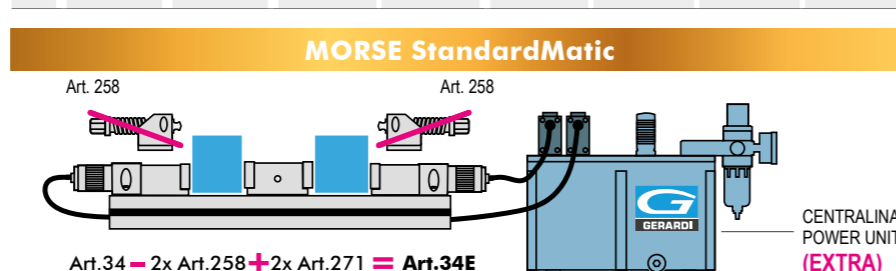 MORSE StandardMatic
Art. 258
Art. 258
G
GERARDI
CENTRALINA
POWER UNIT
(EXTRA)
Art.34 – 2x Art.258 + 2x Art.271 = Art.34E